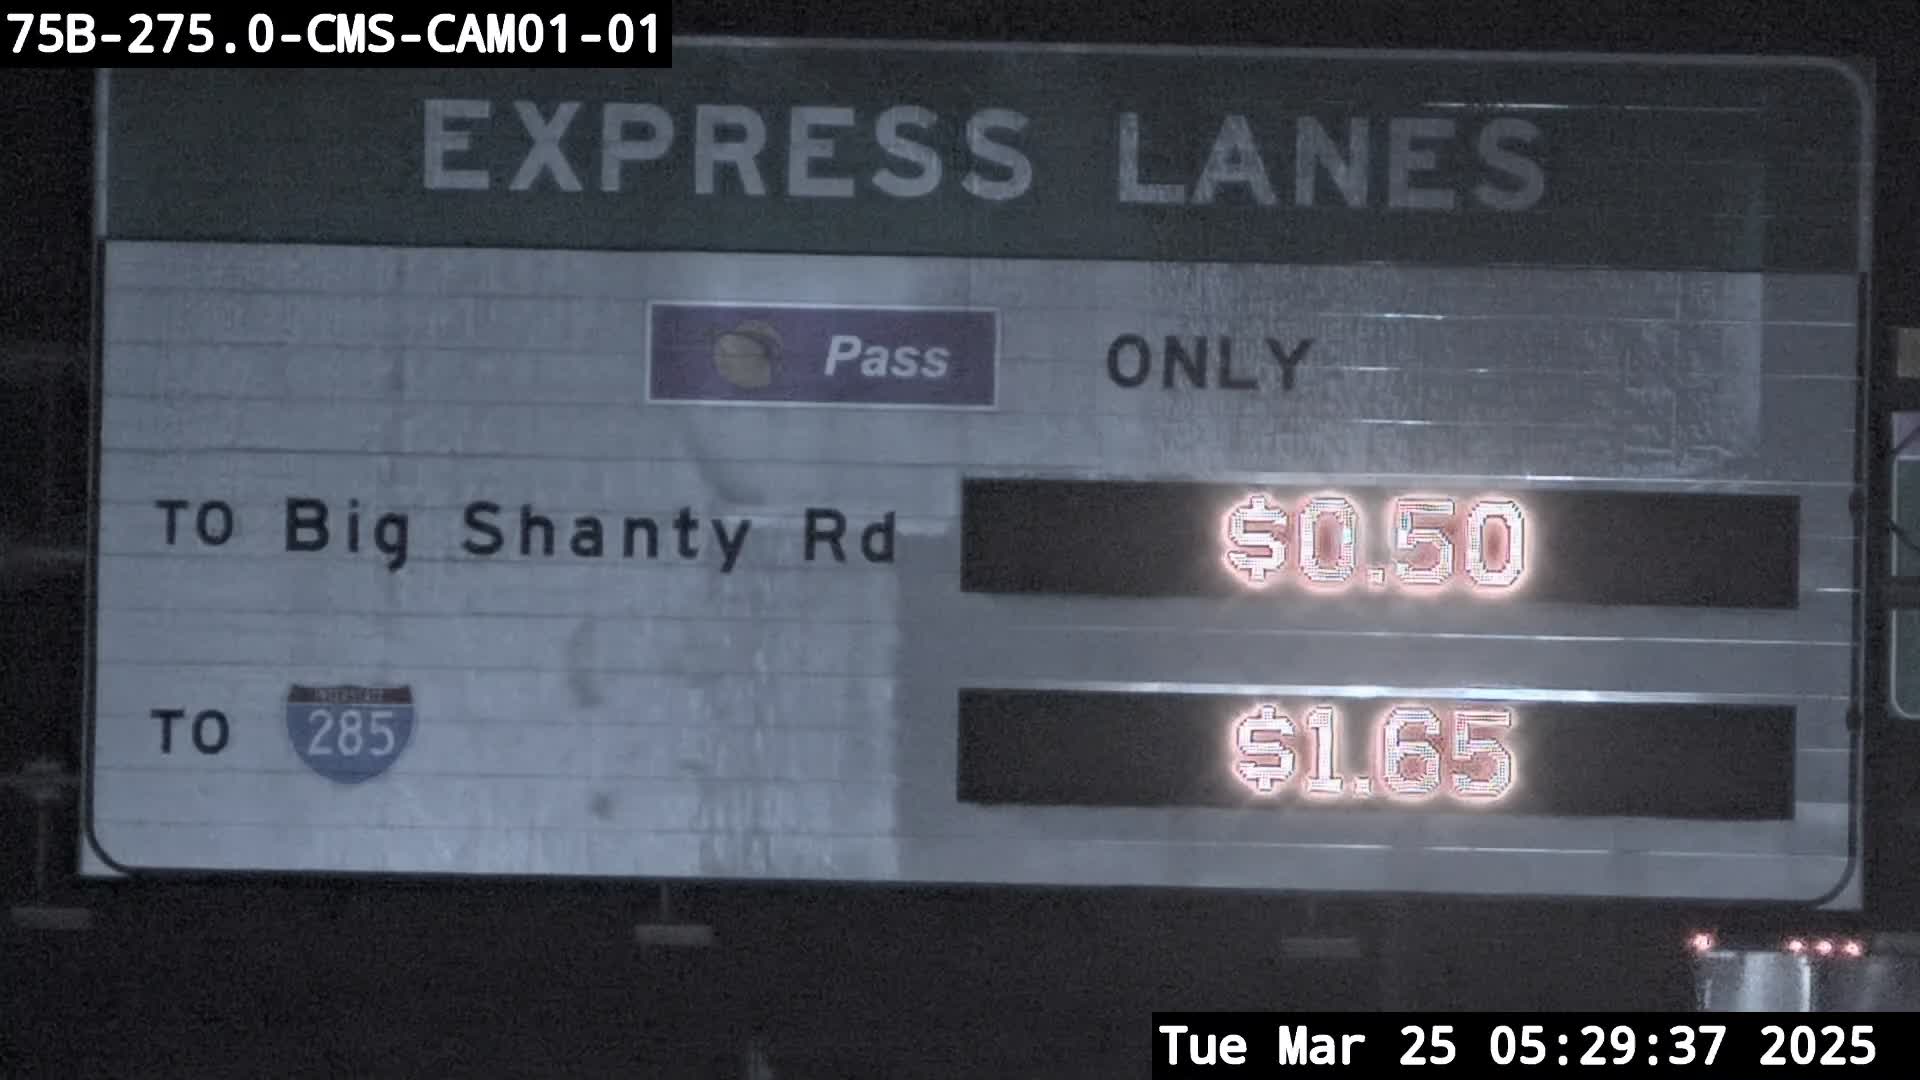 75B-275.0-CMS-CAM01-01
EXPRESS LANES
Pass ONLY
TO Big Shanty Rd $0.50
INTERSTATE
TO 285 $1.65
Tue Mar 25 05:29:37 2025